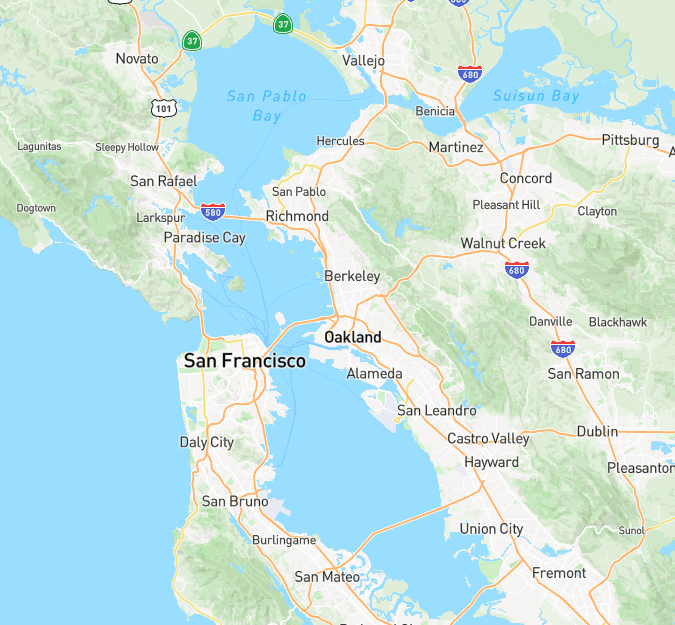 37
37
Novato
Vallejo
680
San Pablo
Bay
Suisun Bay
101
Benicia
Hercules
Martinez
Pittsburg
Lagunitas
Sleepy Hollow
Concord
San Rafael
San Pablo
Pleasant Hill
Clayton
Dogtown
Larkspur
580
Richmond
Paradise Cay
Walnut Creek
680
Berkeley
Danville
Blackhawk
Oakland
680
San Francisco
Alameda
San Ramon
San Leandro
Daly City
Castro Valley
Dublin
Hayward
Pleasanton
San Bruno
Union City
Sunol
Burlingame
San Mateo
Fremont